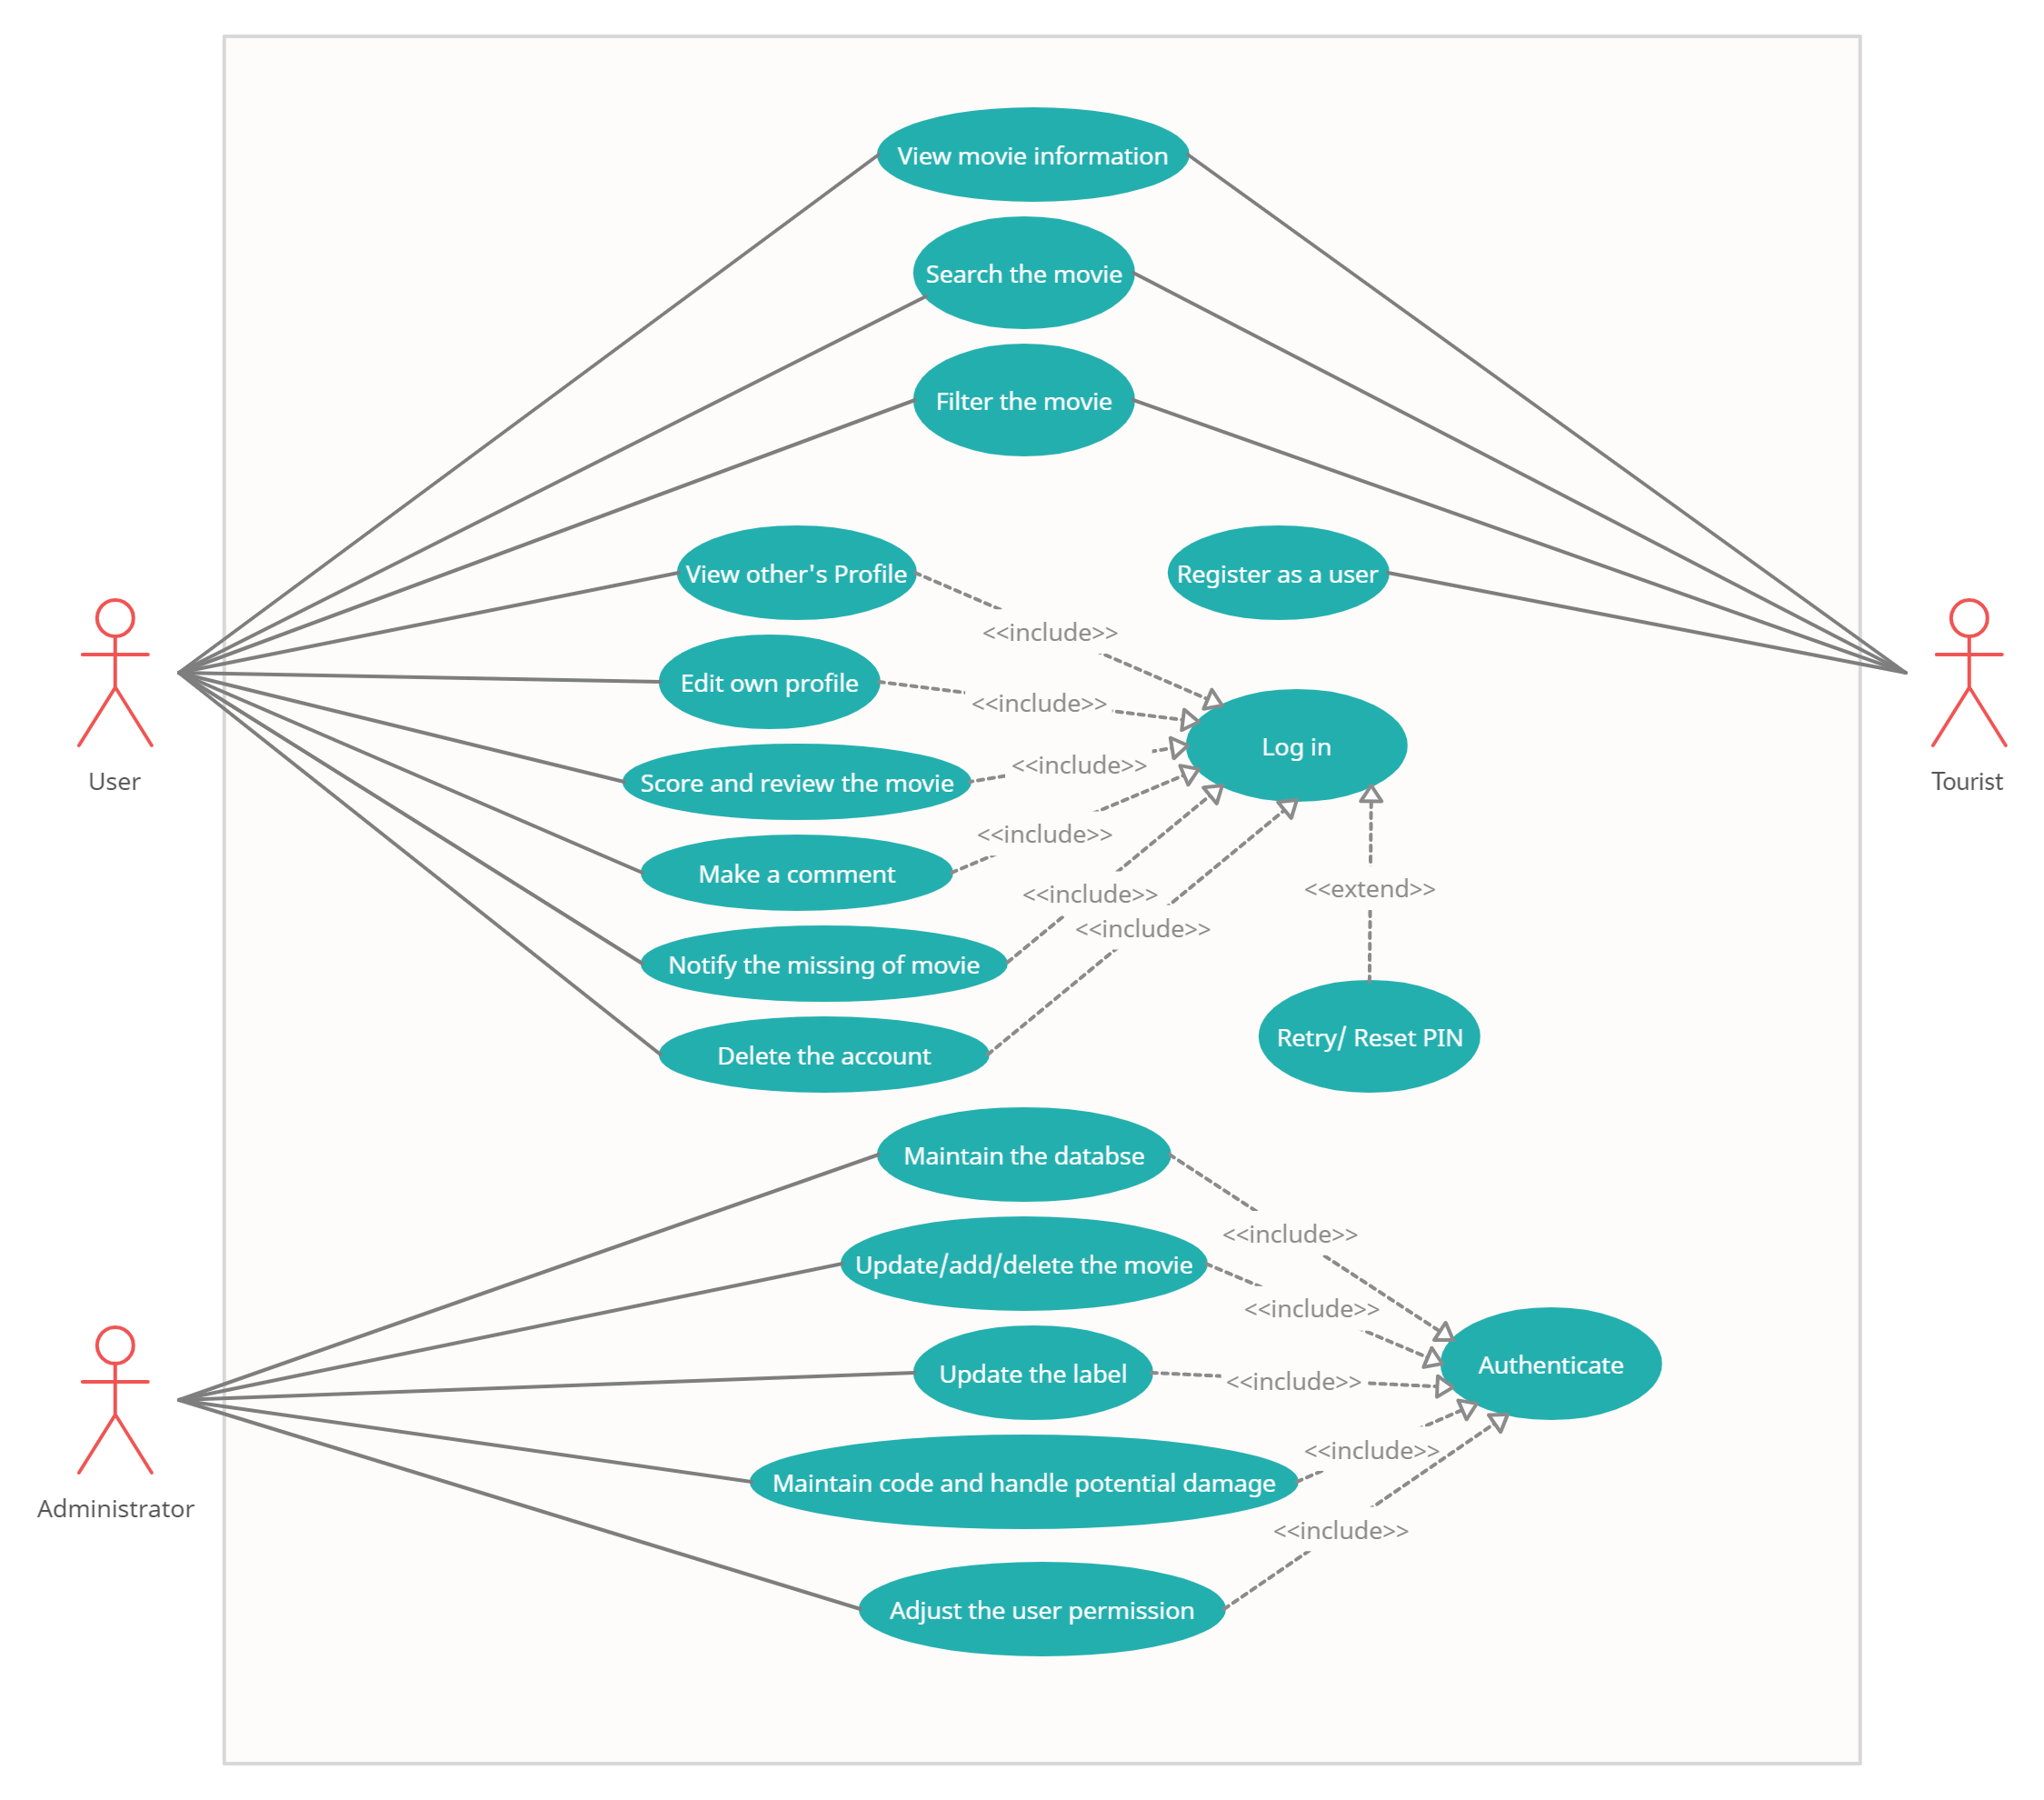 View movie information
Search the movie
Filter the movie
View other's Profile
Register as a user
<<include>>
Edit own profile
<<include>>
Log in
<<include>>
Score and review the movie
User
Tourist
<<include>>
Make a comment
<<include>>
<<extend>>
<<include>>
Notify the missing of movie
Retry/ Reset PIN
Delete the account
Maintain the databse
<<include>>
Update/add/delete the movie
<<include>>
Authenticate
Update the label
<<include>>
<<include>>
Maintain code and handle potential damage
Administrator
<<include>>
Adjust the user permission